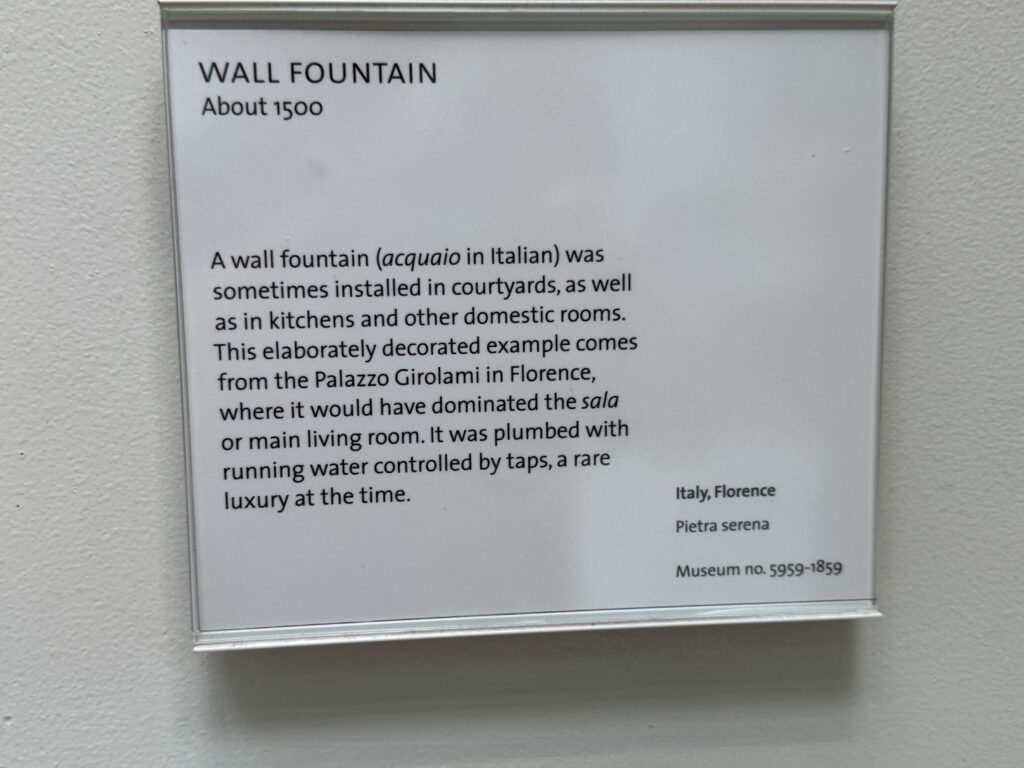 WALL FOUNTAIN
About 1500
A wall fountain (acquaio in Italian) was
sometimes installed in courtyards, as well
as in kitchens and other domestic rooms.
This elaborately decorated example comes
from the Palazzo Girolami in Florence,
where it would have dominated the sala
or main living room. It was plumbed with
running water controlled by taps, a rare
luxury at the time.
Italy, Florence
Pietra serena
Museum no. 5959-1859